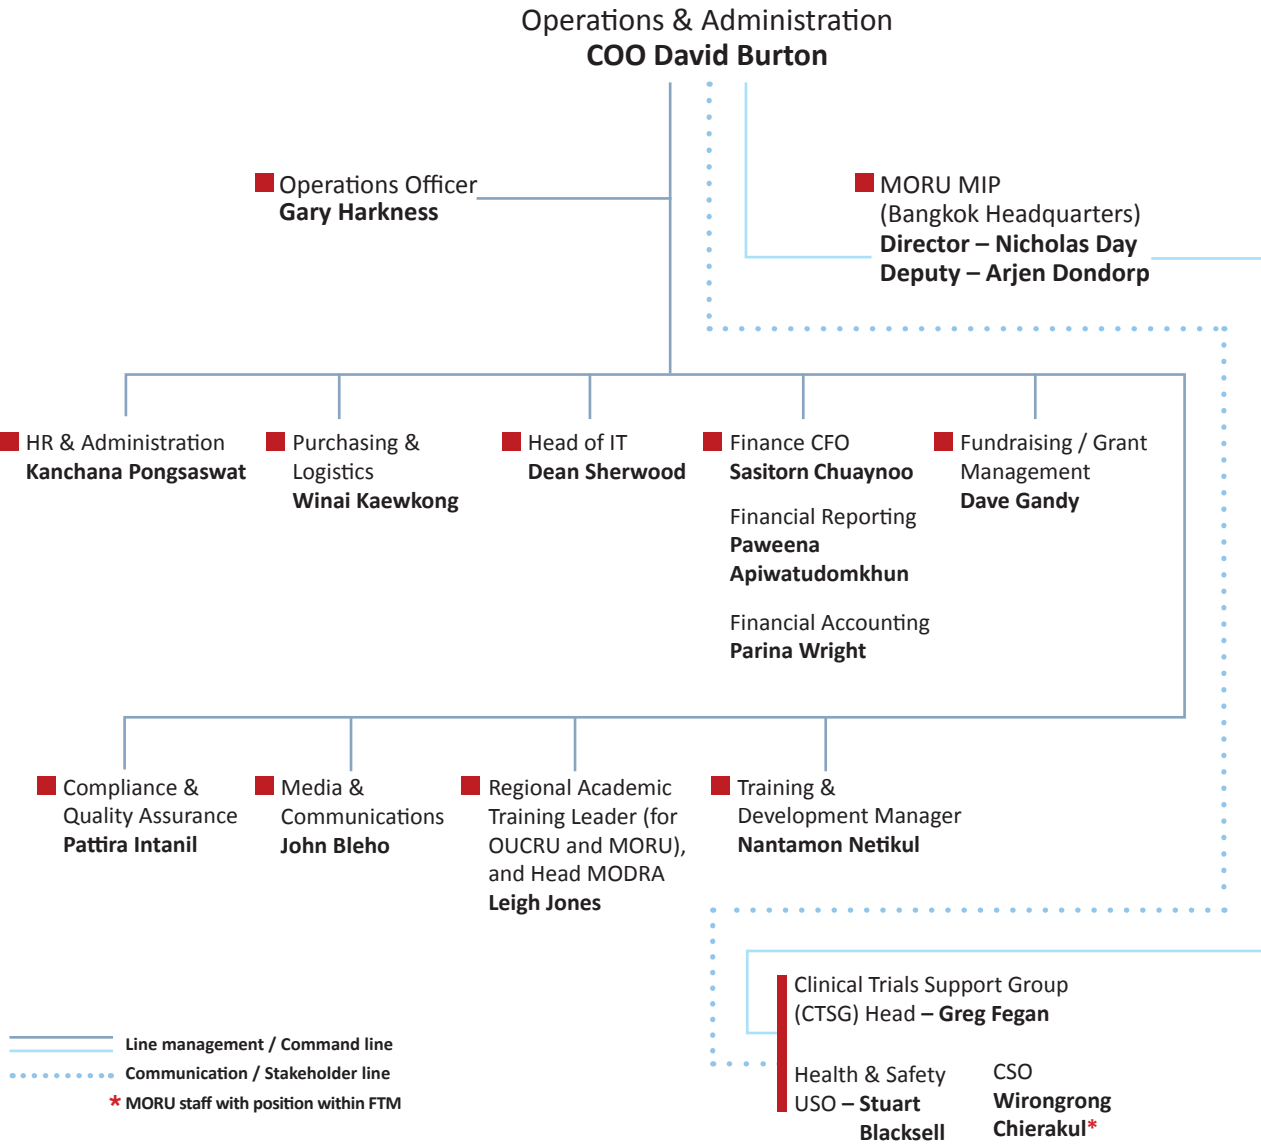 Operations & Administration
COO David Burton
Operations Officer
Gary Harkness
MORU MIP
(Bangkok Headquarters)
Director – Nicholas Day
Deputy – Arjen Dondorp
HR & Administration
Kanchana Pongsaswat
Purchasing &
Logistics
Winai Kaewkong
Head of IT
Dean Sherwood
Finance CFO
Sasitorn Chuaynoo
Financial Reporting
Paweena
Apiwatudomkhun
Financial Accounting
Parina Wright
Fundraising / Grant
Management
Dave Gandy
Compliance &
Quality Assurance
Pattira Intanil
Media &
Communications
John Bleho
Regional Academic
Training Leader (for
OUCRU and MORU),
and Head MODRA
Leigh Jones
Training &
Development Manager
Nantamon Netikul
Clinical Trials Support Group
(CTSG) Head – Greg Fegan
Health & Safety
USO – Stuart
Blacksell
CSO
Wirongrong
Chierakul*
Line management / Command line
Communication / Stakeholder line
* MORU staff with position within FTM